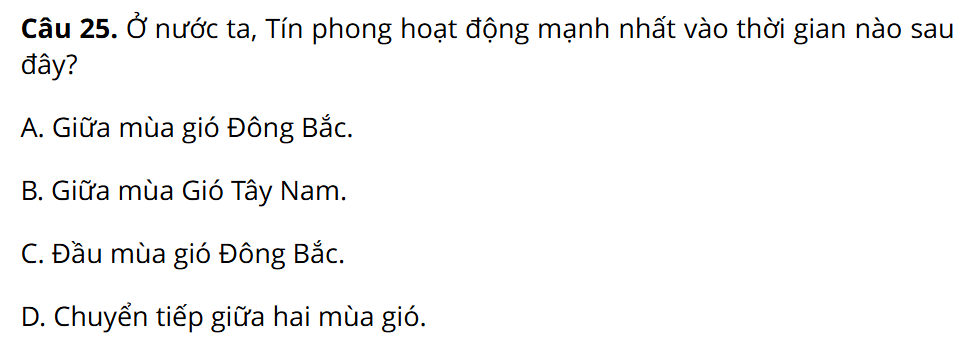 Câu 25. Ở nước ta, Tín phong hoạt động mạnh nhất vào thời gian nào sau
đây?
A. Giữa mùa gió Đông Bắc.
B. Giữa mùa Gió Tây Nam.
C. Đầu mùa gió Đông Bắc.
D. Chuyển tiếp giữa hai mùa gió.